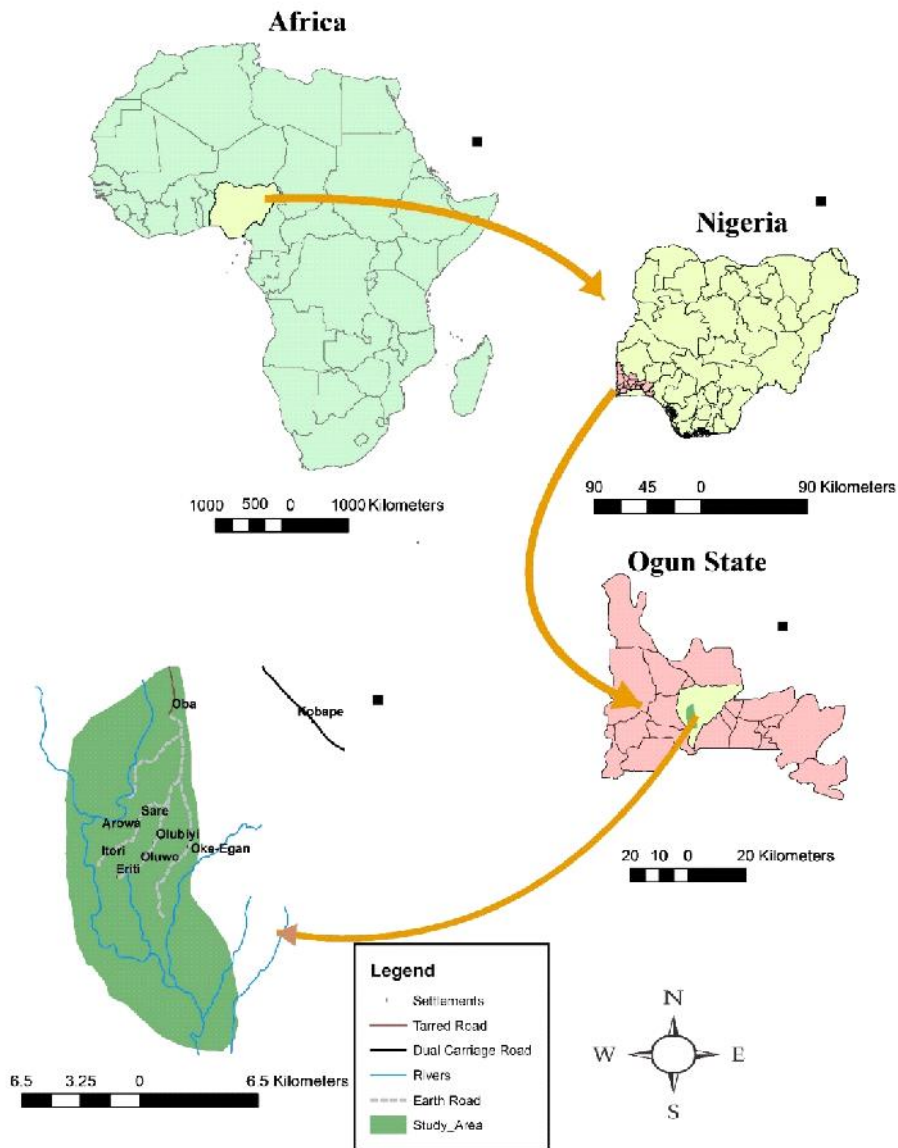 Africa
Nigeria
1000 500 0 1000 Kilometers
90 45 0 90 Kilometers
Ogun State
Oba
Kobape
Sare
Arowa
Olubiyi
Itori
Oluwo
Oke-Egan
Eriti
20 10 0 20 Kilometers
Legend
Settlements
Tarred Road
Dual Carriage Road
Rivers
Earth Road
Study_Area
6.5 3.25 0 6.5 Kilometers
N
W E
S